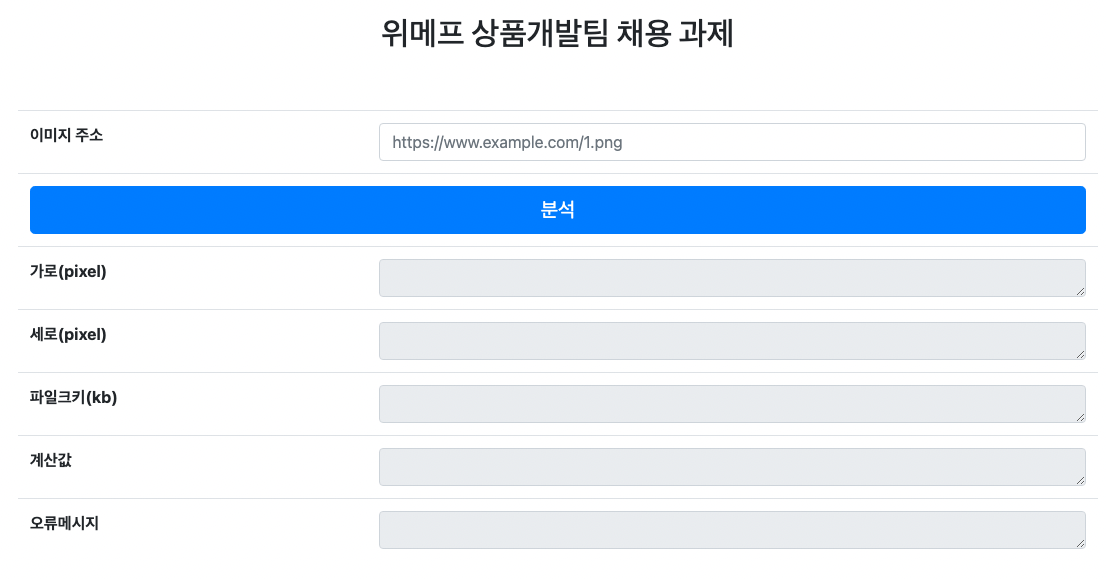 위메프 상품개발팀 채용 과제
이미지 주소
https://www.example.com/1.png
분석
가로(pixel)
세로(pixel)
파일크키(kb)
계산값
오류메시지